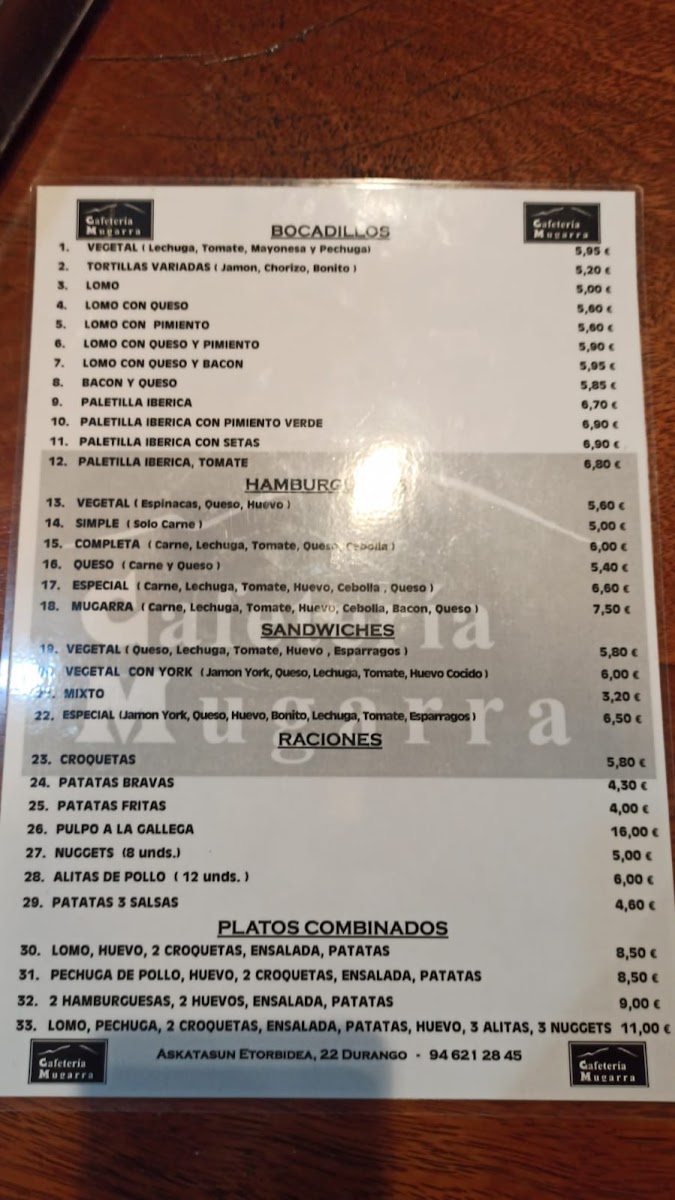 Cafetería Mugarra
Cafetería Mugarra
BOCADILLOS
1. VEGETAL ( Lechuga, Tomate, Mayonesa y Pechuga) 5,95 €
2. TORTILLAS VARIADAS ( Jamon, Chorizo, Bonito ) 5,20 €
3. LOMO 5,00 €
4. LOMO CON QUESO 5,60 €
5. LOMO CON PIMIENTO 5,60 €
6. LOMO CON QUESO Y PIMIENTO 5,90 €
7. LOMO CON QUESO Y BACON 5,95 €
8. BACON Y QUESO 5,85 €
9. PALETILLA IBERICA 6,70 €
10. PALETILLA IBERICA CON PIMIENTO VERDE 6,90 €
11. PALETILLA IBERICA CON SETAS 6,90 €
12. PALETILLA IBERICA, TOMATE 6,80 €
13. VEGETAL ( Espinacas, Queso, Huevo ) 5,60 €
14. SIMPLE ( Solo Carne ) 5,00 €
15. COMPLETA ( Carne, Lechuga, Tomate, Queso, Cebolla ) 6,00 €
16. QUESO ( Carne y Queso ) 5,40 €
17. ESPECIAL ( Carne, Lechuga, Tomate, Huevo, Cebolla , Queso ) 6,60 €
18. MUGARRA ( Carne, Lechuga, Tomate, Huevo, Cebolla, Bacon, Queso ) 7,50 €
Cafetería
SANDWICHES
19. VEGETAL ( Queso, Lechuga, Tomate, Huevo , Esparragos ) 5,80 €
VEGETAL CON YORK (Jamon York, Queso, Lechuga, Tomate, Huevo Cocido ) 6,00 €
MIXTO 3,20 €
Mugarra
22. ESPECIAL (Jamon York, Queso, Huevo, Bonito, Lechuga, Tomate, Esparragos ) 6,50 €
RACIONES
23. CROQUETAS 5,80 €
24. PATATAS BRAVAS 4,30 €
25. PATATAS FRITAS 4,00 €
26. PULPO A LA GALLEGA 16,00 €
27. NUGGETS (8 unds.) 5,00 €
28. ALITAS DE POLLO ( 12 unds. ) 6,00 €
29. PATATAS 3 SALSAS 4,60 €
PLATOS COMBINADOS
30. LOMO, HUEVO, 2 CROQUETAS, ENSALADA, PATATAS 8,50 €
31. PECHUGA DE POLLO, HUEVO, 2 CROQUETAS, ENSALADA, PATATAS 8,50 €
32. 2 HAMBURGUESAS, 2 HUEVOS, ENSALADA, PATATAS 9,00 €
33. LOMO, PECHUGA, 2 CROQUETAS, ENSALADA, PATATAS, HUEVO, 3 ALITAS, 3 NUGGETS 11,00 €
Cafetería Mugarra
ASKATASUN ETORBIDEA, 22 DURANGO - 94 621 28 45
Cafetería Mugarra